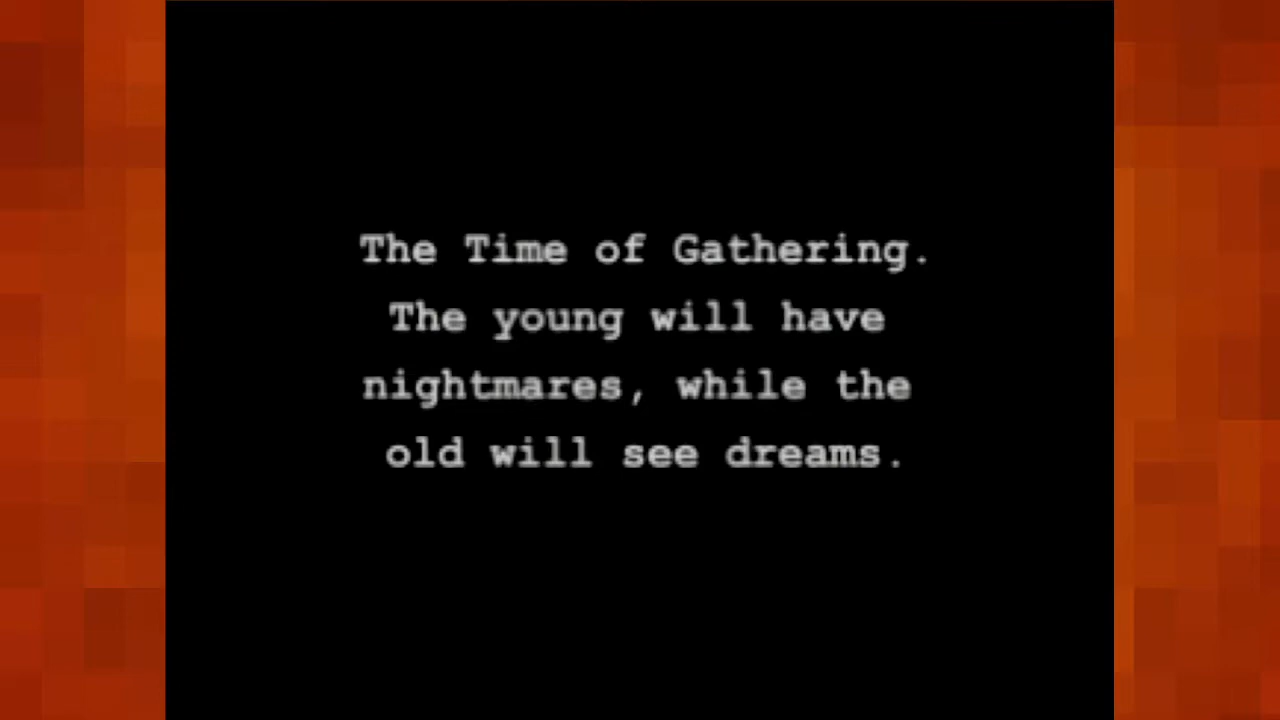 The Time of Gathering.
The young will have
nightmares, while the
old will see dreams.